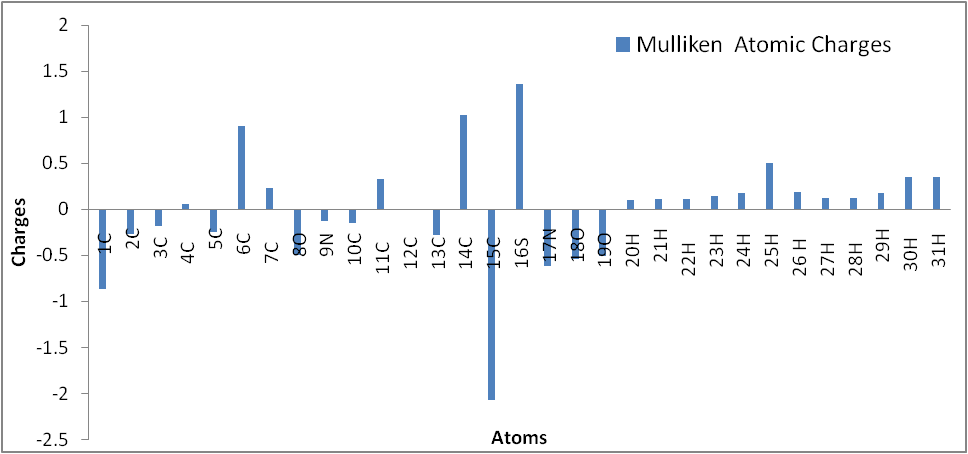 2
1.5
1
0.5
0
-0.5
-1
-1.5
-2
-2.5
Charges
Mulliken Atomic Charges
1C 2C 3C 4C 5C 6C 7C 8O 9N 10C 11C 12C 13C 14C 15C 16S 17N 18O 19O 20H 21H 22H 23H 24H 25H 26 H 27H 28H 29H 30H 31H
Atoms